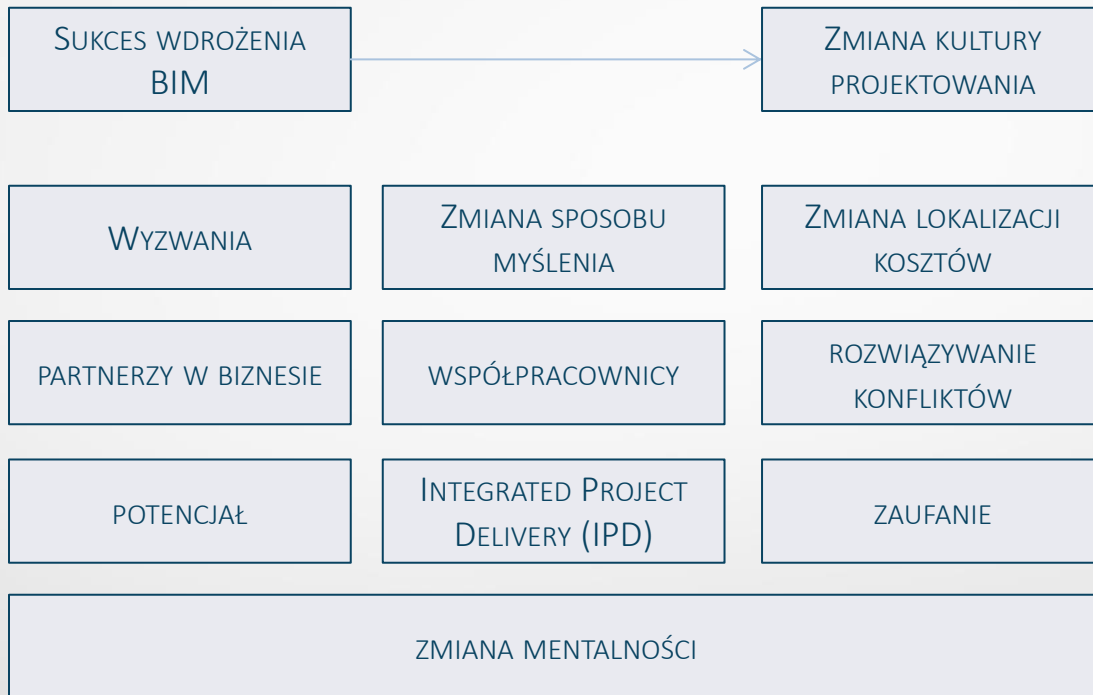 Sukces wdrożenia
BIM
Zmiana kultury
projektowania
Wyzwania
Zmiana sposobu
myślenia
Zmiana lokalizacji
kosztów
partnerzy w biznesie
współpracownicy
rozwiązywanie
konfliktów
potencjał
Integrated Project
Delivery (IPD)
zaufanie
zmiana mentalności